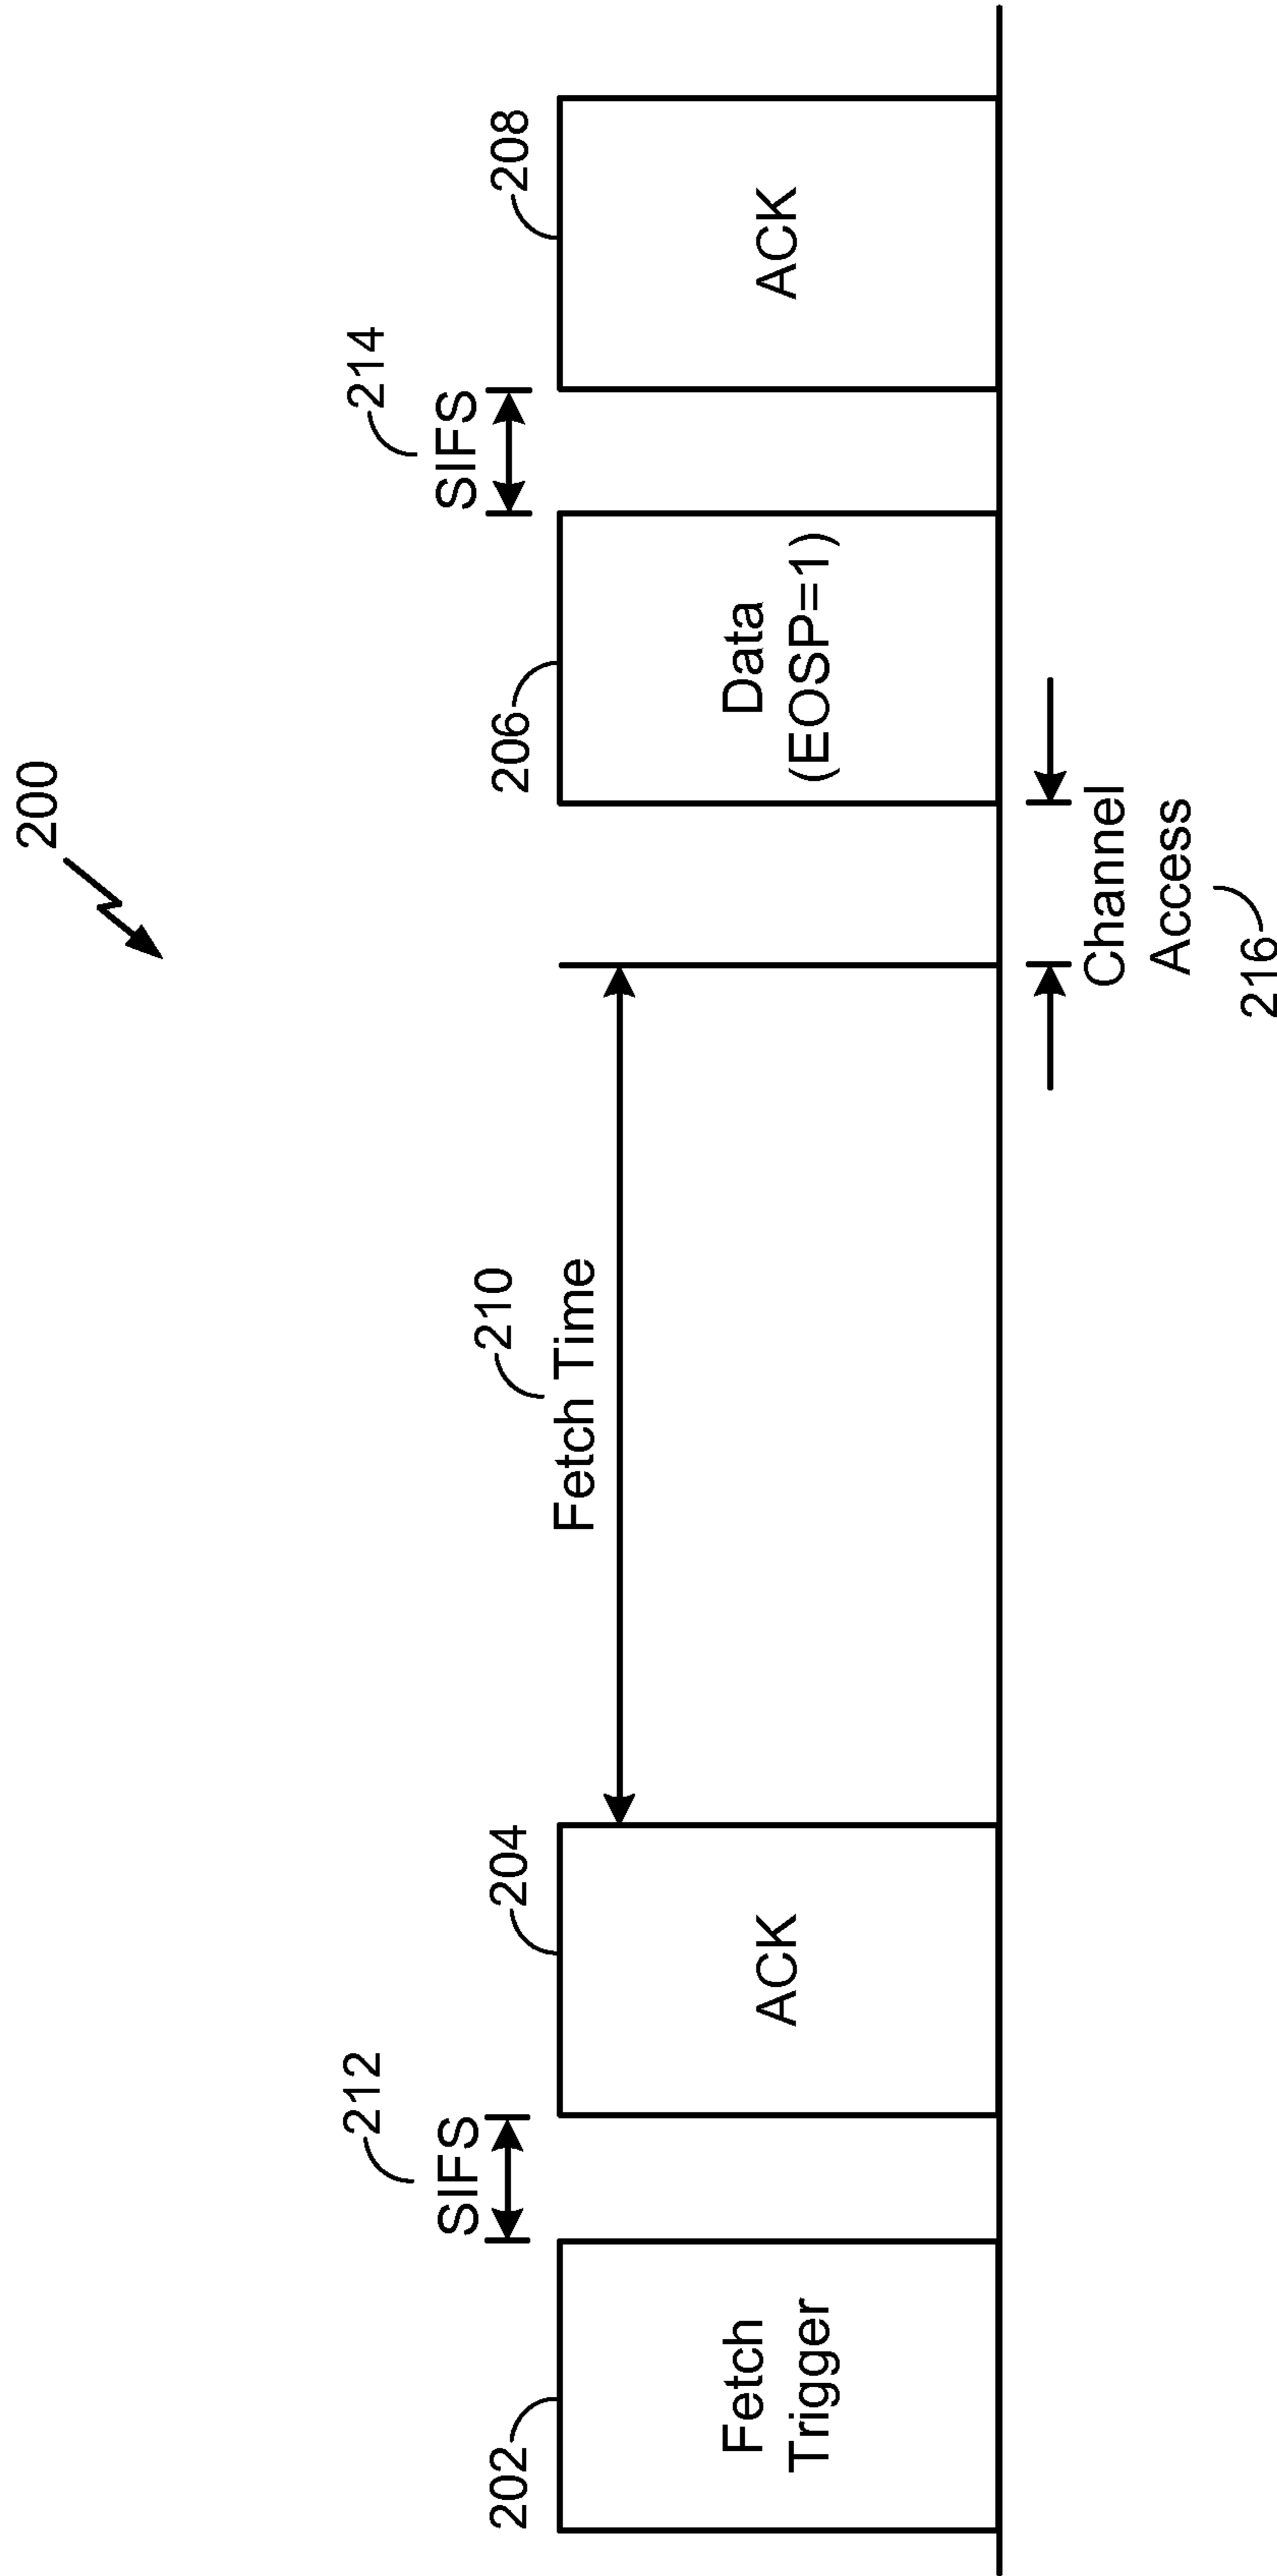 200
202
Fetch
Trigger
212
SIFS
204
ACK
210
Fetch Time
206
Data
(EOSP=1)
214
SIFS
208
ACK
Channel
Access
216